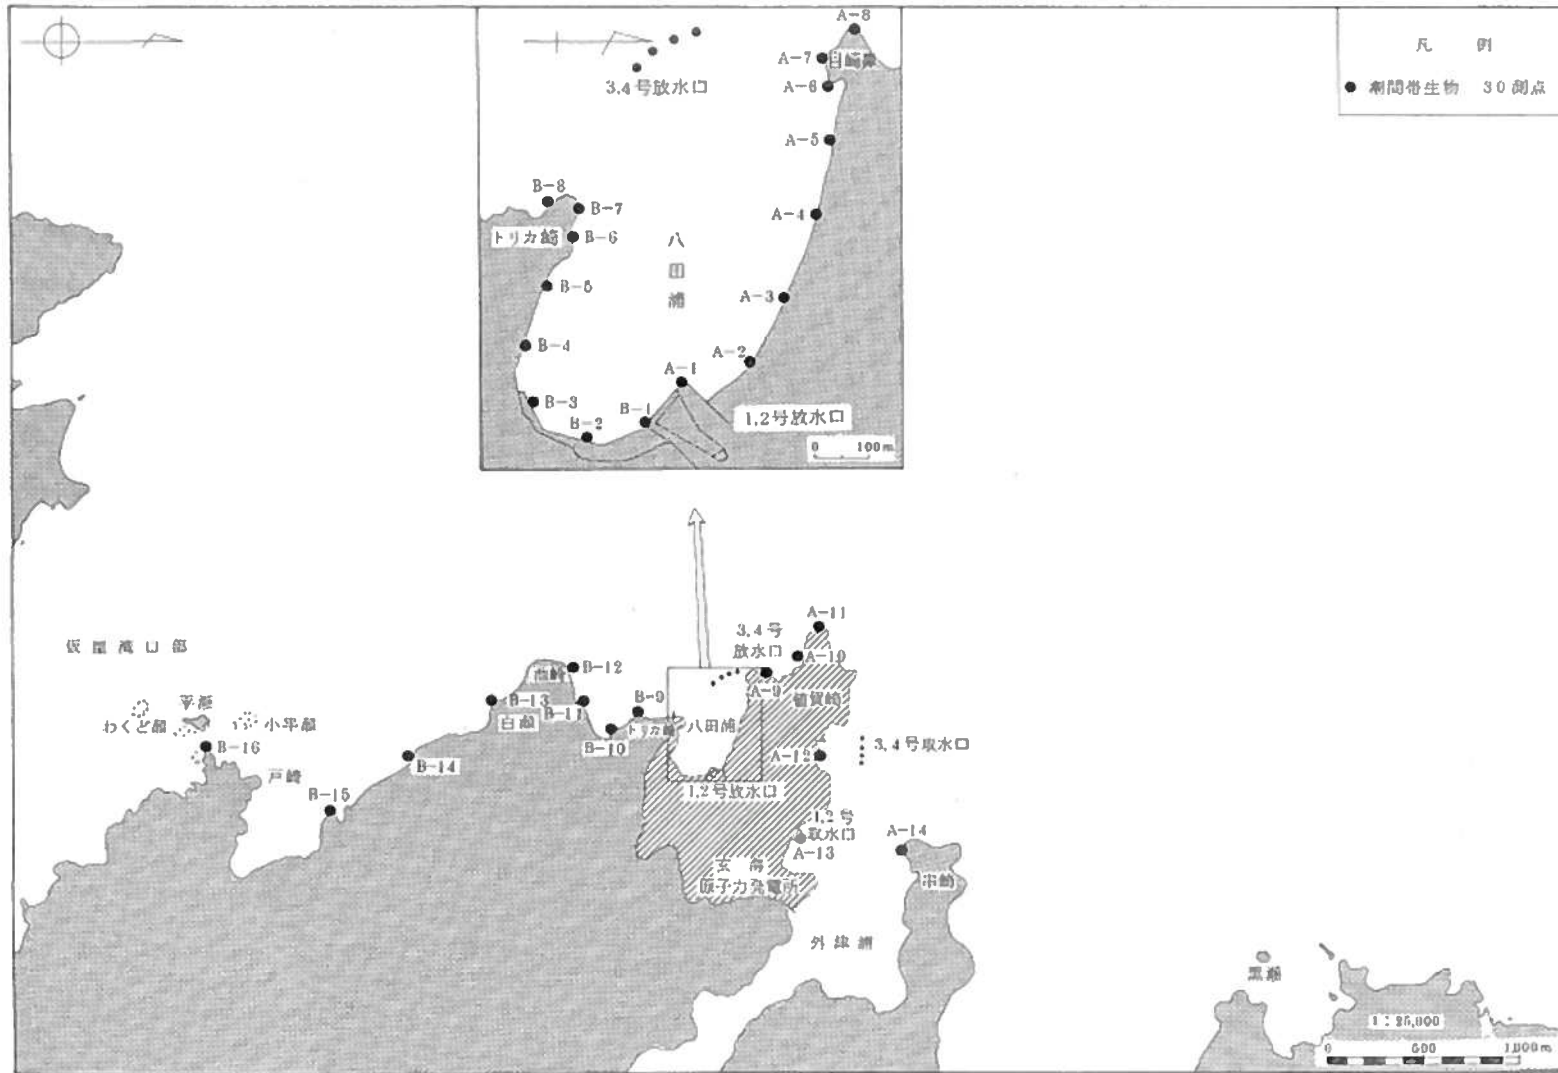 凡 例
● 潮間帯生物 30測点
A-8
A-7
A-6
A-5
A-4
A-3
A-2
A-1
3,4号放水口
B-8
B-7
トリカ崎
B-6
B-5
B-4
B-3
B-2
B-1
八
田
浦
1,2号放水口
0 100m
仮屋湾口部
平瀬
わくど瀬
小平瀬
B-16
戸崎
B-15
B-14
B-13
白瀬
B-12
B-11
B-10
B-9
トリカ崎
八田浦
1,2号放水口
3,4号
放水口
A-9
A-10
A-11
値賀崎
A-12
3,4号取水口
1,2号
取水口
A-13
A-14
串崎
玄海
原子力発電所
外津浦
黒瀬
1:25,000
0 500 1,000m